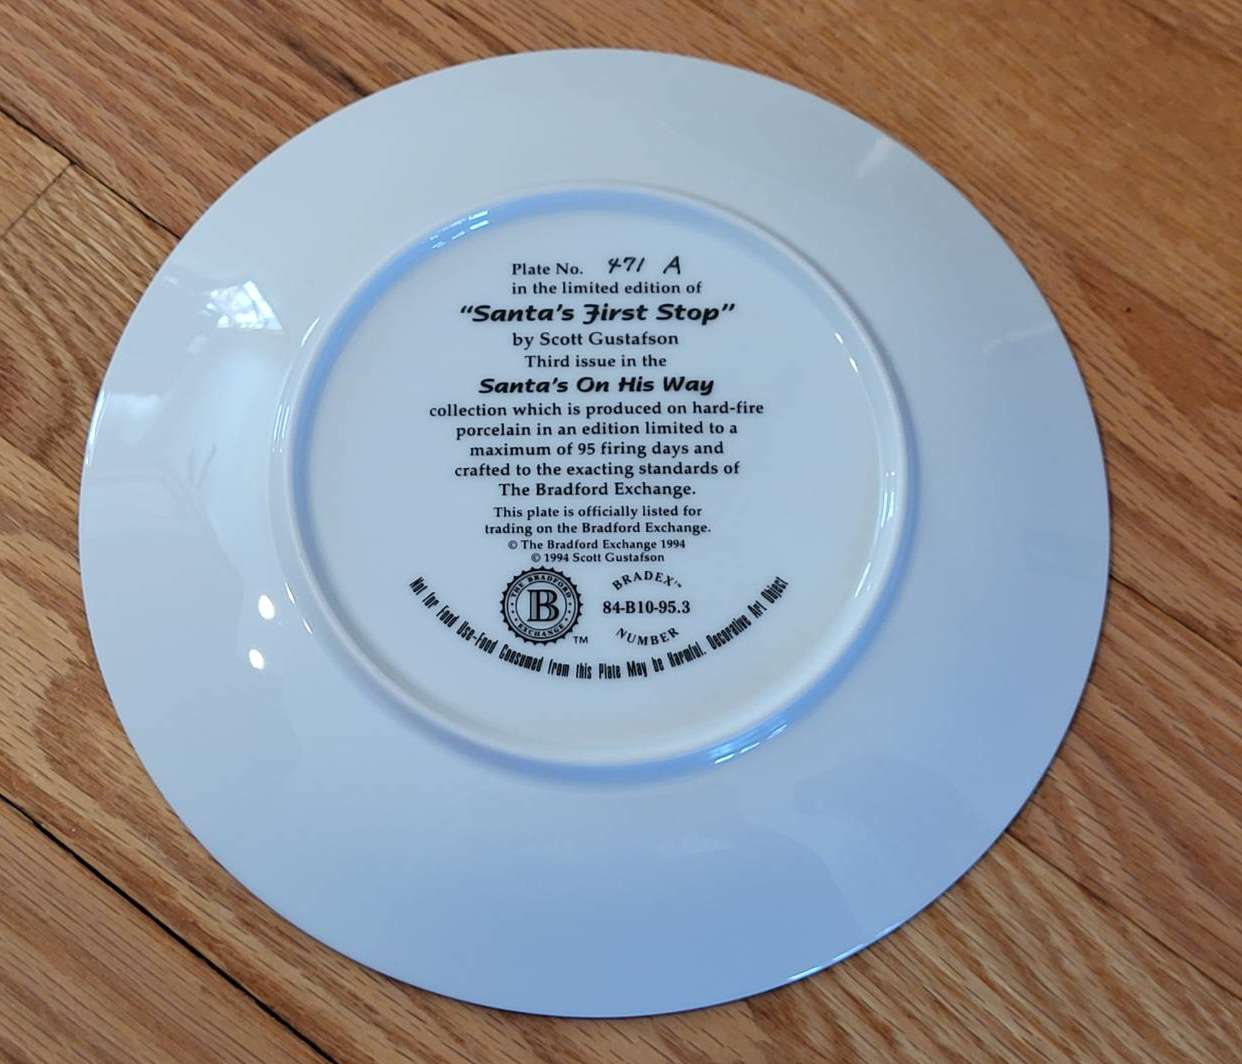 Plate No. 471 A
in the limited edition of
“Santa's First Stop”
by Scott Gustafson
Third issue in the
Santa's On His Way
collection which is produced on hard-fire
porcelain in an edition limited to a
maximum of 95 firing days and
crafted to the exacting standards of
The Bradford Exchange.
This plate is officially listed for
trading on the Bradford Exchange.
© The Bradford Exchange 1994
© 1994 Scott Gustafson
THE BRADFORD
B
EXCHANGE
TM
BRADEX™
84-B10-95.3
NUMBER
Not for Food Use-Food Consumed from this Plate May be Harmful. Decorative Art Object